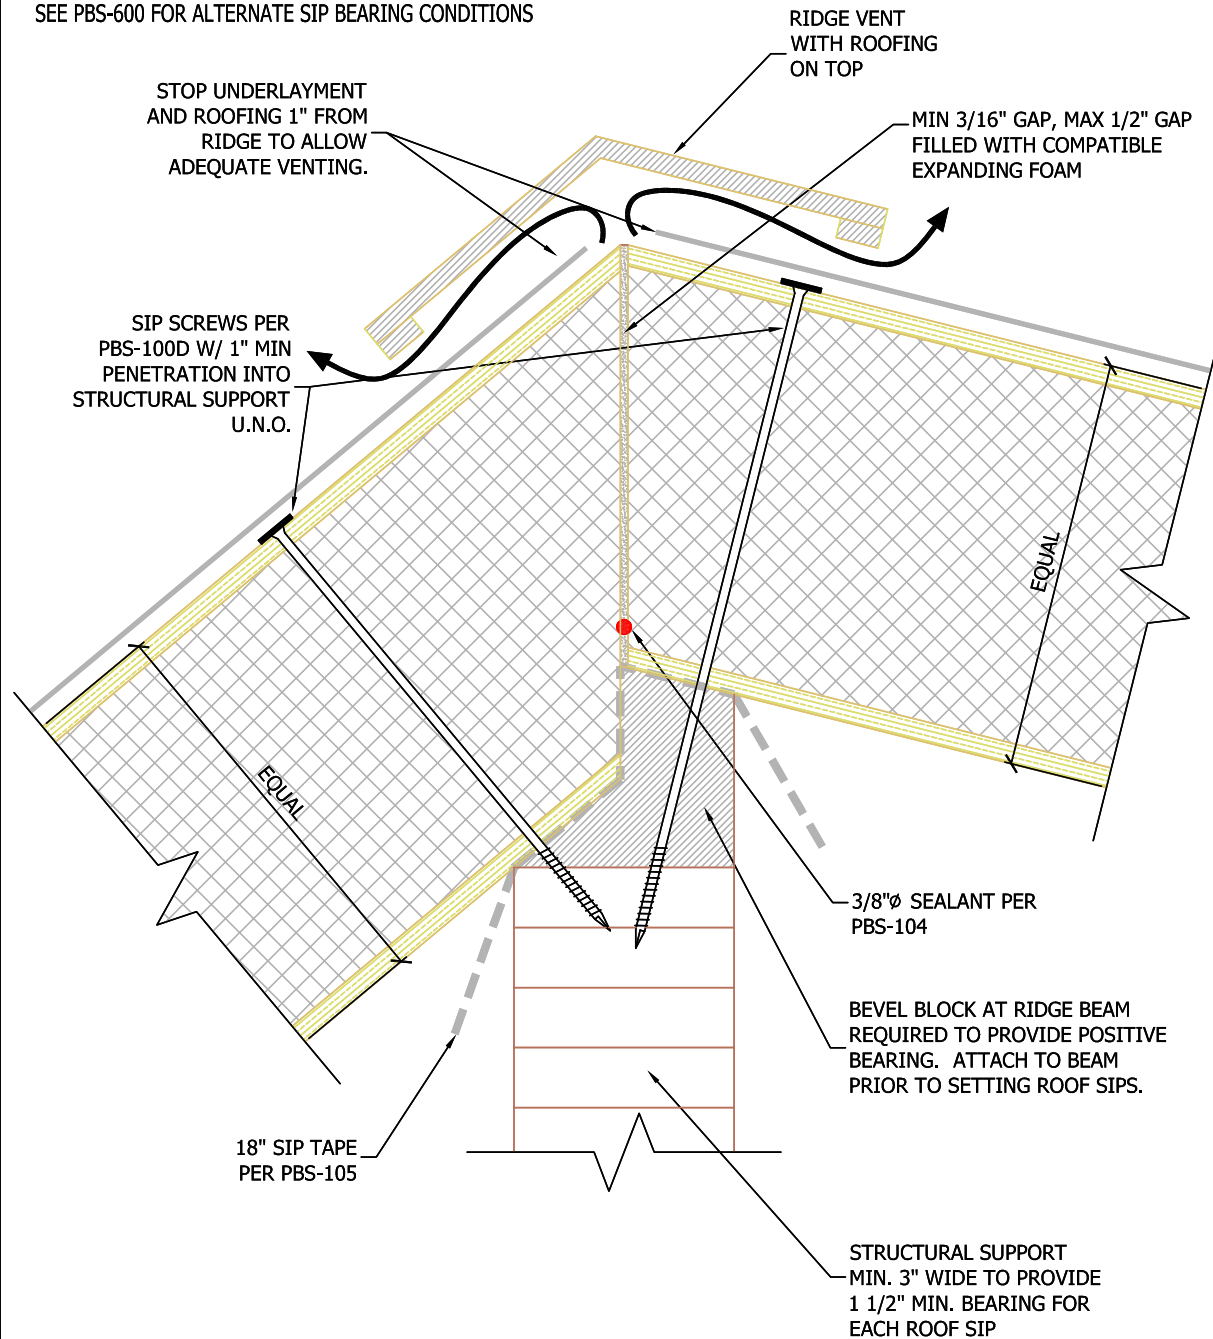 SEE PBS-600 FOR ALTERNATE SIP BEARING CONDITIONS
RIDGE VENT
WITH ROOFING
ON TOP
STOP UNDERLAYMENT
AND ROOFING 1" FROM
RIDGE TO ALLOW
ADEQUATE VENTING.
MIN 3/16" GAP, MAX 1/2" GAP
FILLED WITH COMPATIBLE
EXPANDING FOAM
SIP SCREWS PER
PBS-100D W/ 1" MIN
PENETRATION INTO
STRUCTURAL SUPPORT
U.N.O.
EQUAL
EQUAL
3/8"Ø SEALANT PER
PBS-104
BEVEL BLOCK AT RIDGE BEAM
REQUIRED TO PROVIDE POSITIVE
BEARING. ATTACH TO BEAM
PRIOR TO SETTING ROOF SIPS.
18" SIP TAPE
PER PBS-105
STRUCTURAL SUPPORT
MIN. 3" WIDE TO PROVIDE
1 1/2" MIN. BEARING FOR
EACH ROOF SIP